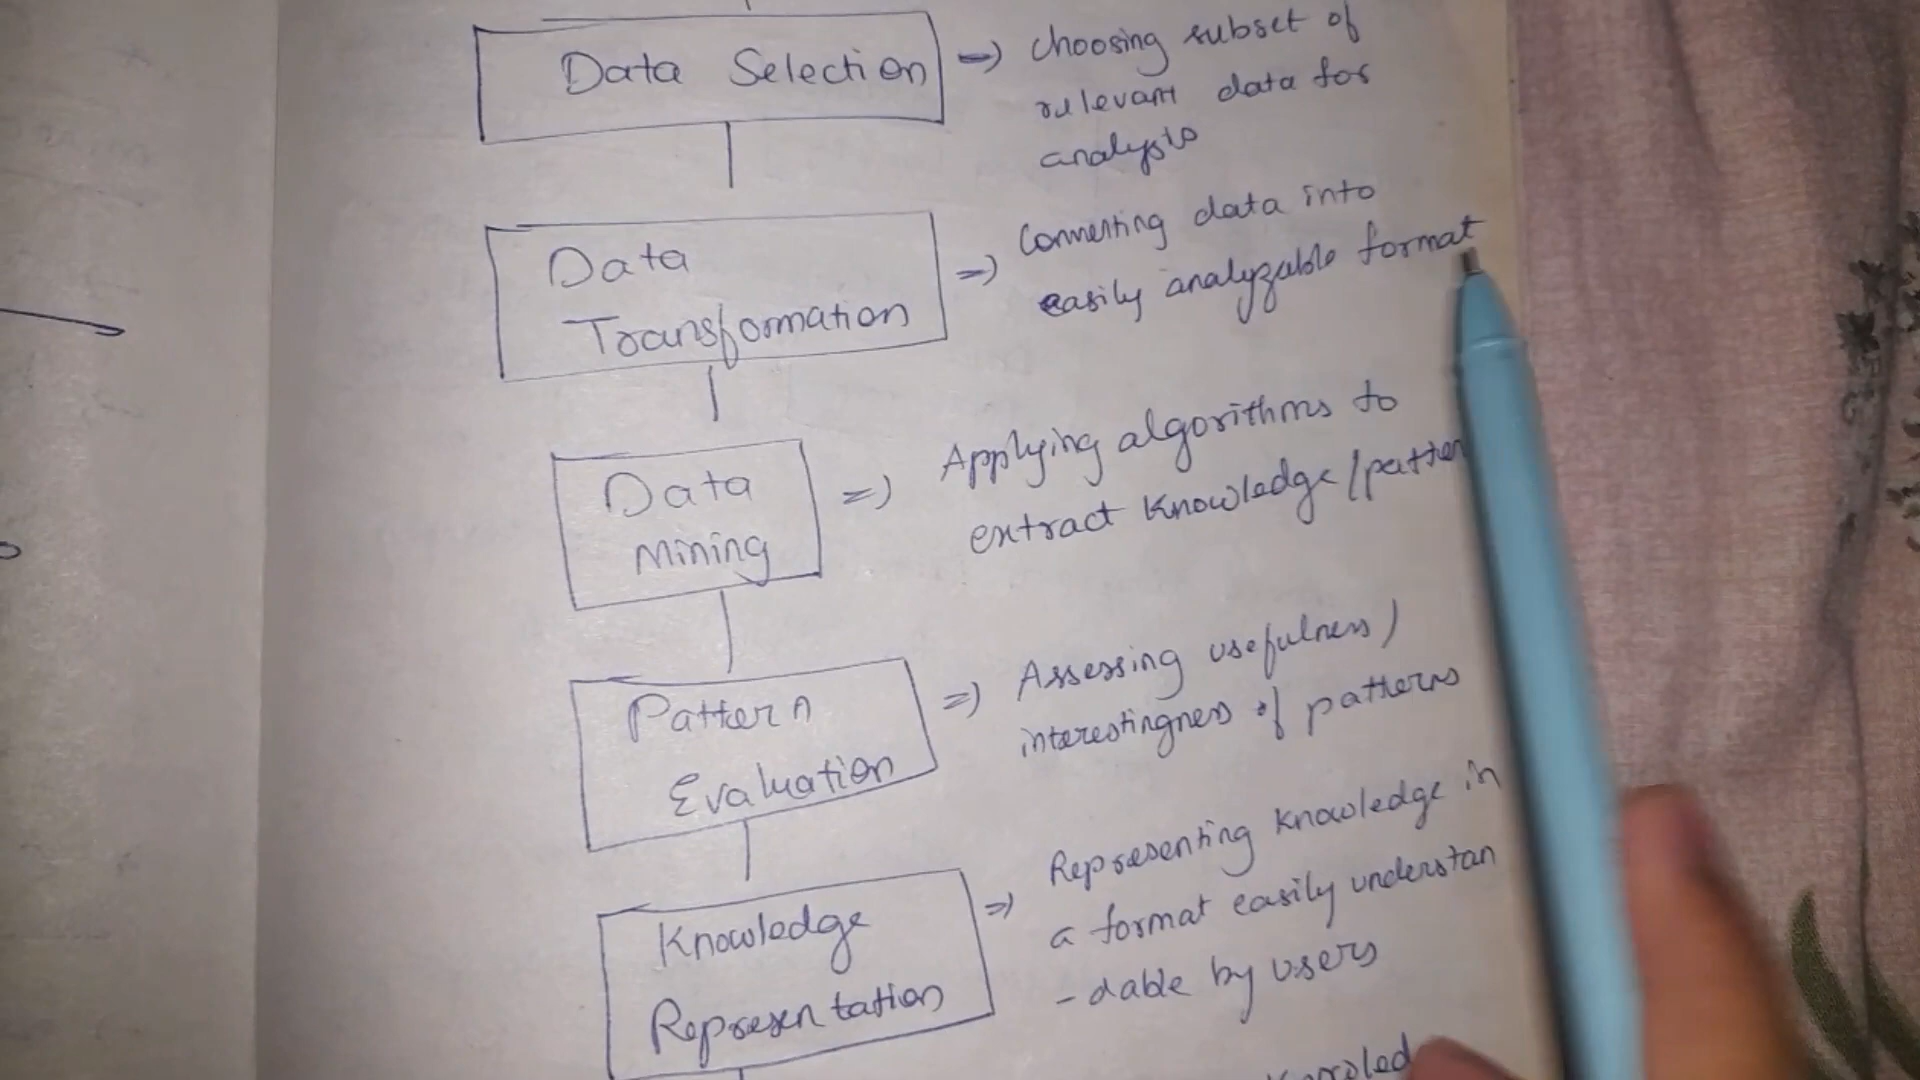 Data Selection => choosing subset of
relevant data for
analysis
Data
Transformation => Converting data into
easily analyzable format
Data
Mining => Applying algorithms to
extract knowledge/
Pattern
Evaluation => Assessing usefulness/
interestingness of patterns
Knowledge
Representation => Representing knowledge in
a format easily understan
-dable by users